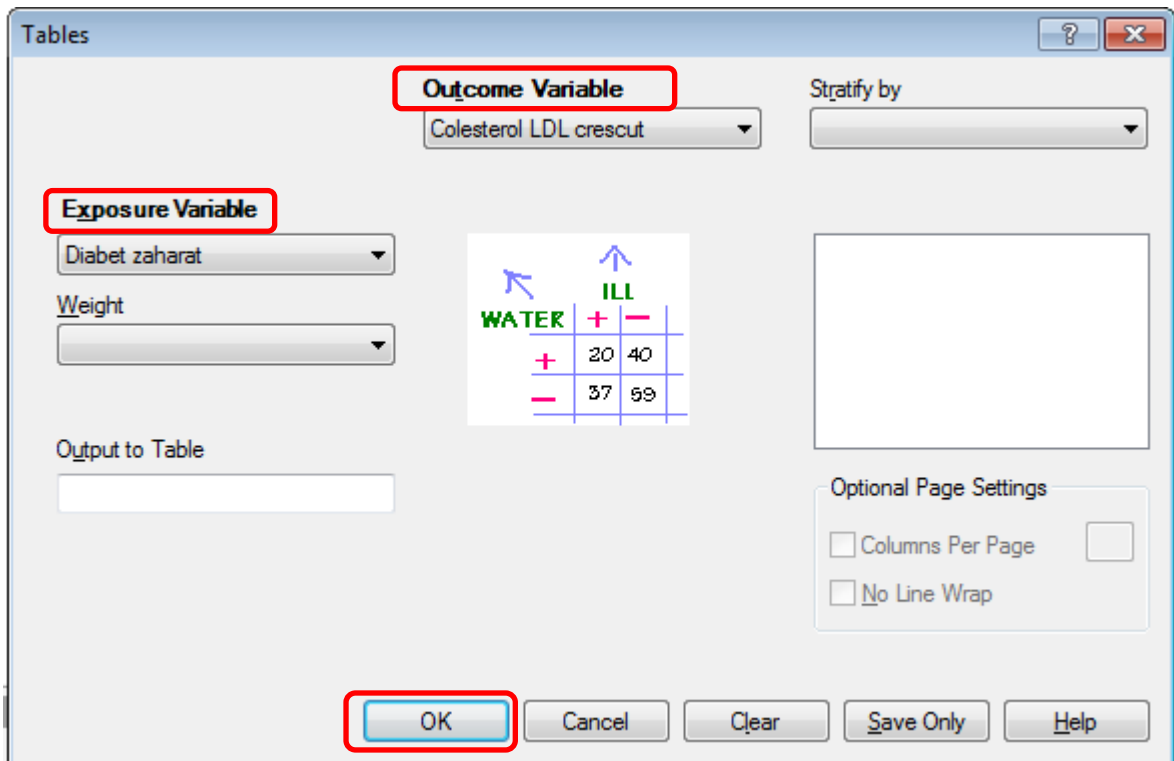 Tables
Outcome Variable
Stratify by
Colesterol LDL crescut
Exposure Variable
Diabet zaharat
Weight
ILL
WATER + −
+ 20 40
− 37 59
Output to Table
Optional Page Settings
Columns Per Page
No Line Wrap
OK
Cancel
Clear
Save Only
Help